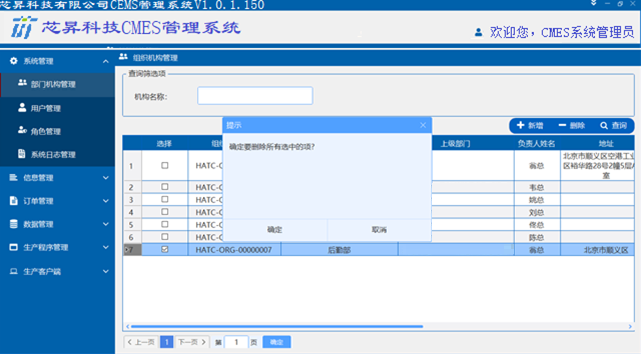 芯昇科技有限公司CEMS管理系统V1.0.1.150
芯昇科技CMES管理系统
欢迎您，CMES系统管理员
系统管理
组织机构管理
部门机构管理
用户管理
角色管理
系统日志管理
信息管理
订单管理
数据管理
生产程序管理
生产客户端
查询筛选项
机构名称:
新增 删除 查询
选择 组织 上级部门 负责人姓名 地址
1 HATC-OR 翁总 北京市顺义区空港工业
区裕华路28号2幢5层A
室
2 HATC-OR 韦总
3 HATC-OR 姚总
4 HATC-OR 刘总
5 HATC-OR 佟总
6 HATC-OR 陈总
7 HATC-ORG-00000007 后勤部 翁总 北京市顺义区
提示
确定要删除所有选中的项?
确定 取消
上一页 1 下一页 第 1 页 确定